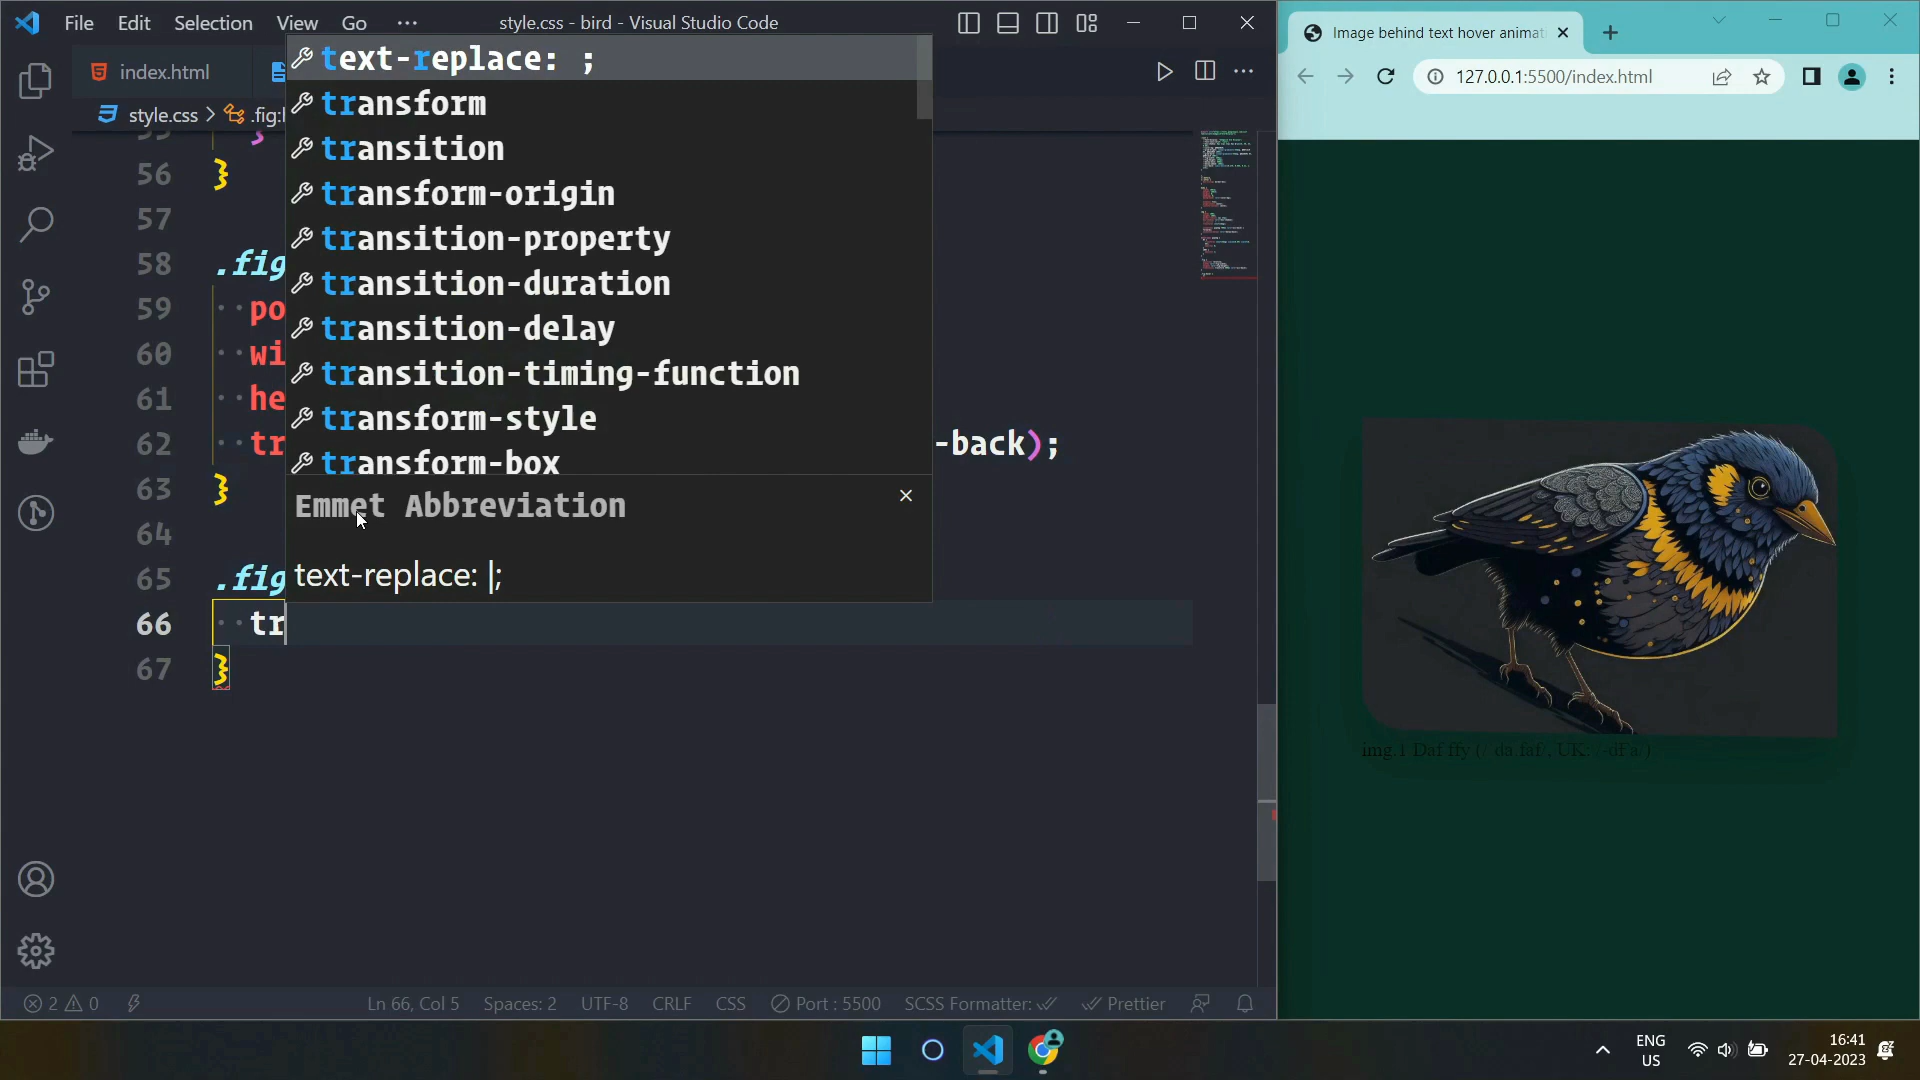 File Edit Selection View Go ··· style.css - bird - Visual Studio Code
index.html
style.css > .fig:
text-replace: ;
transform
transition
transform-origin
transition-property
transition-duration
transition-delay
transition-timing-function
transform-style
transform-box
Emmet Abbreviation
text-replace: |;
55 }
56 }
57
58 .fig
59 po
60 wi
61 he
62 tr -back);
63 }
64
65 .fig
66 tr
67 }
2 0 Ln 66, Col 5 Spaces: 2 UTF-8 CRLF CSS Port : 5500 SCSS Formatter: Prettier
Image behind text hover animat
127.0.0.1:5500/index.html
img.1 Daf ffy
UK:
ENG
US
16:41
27-04-2023